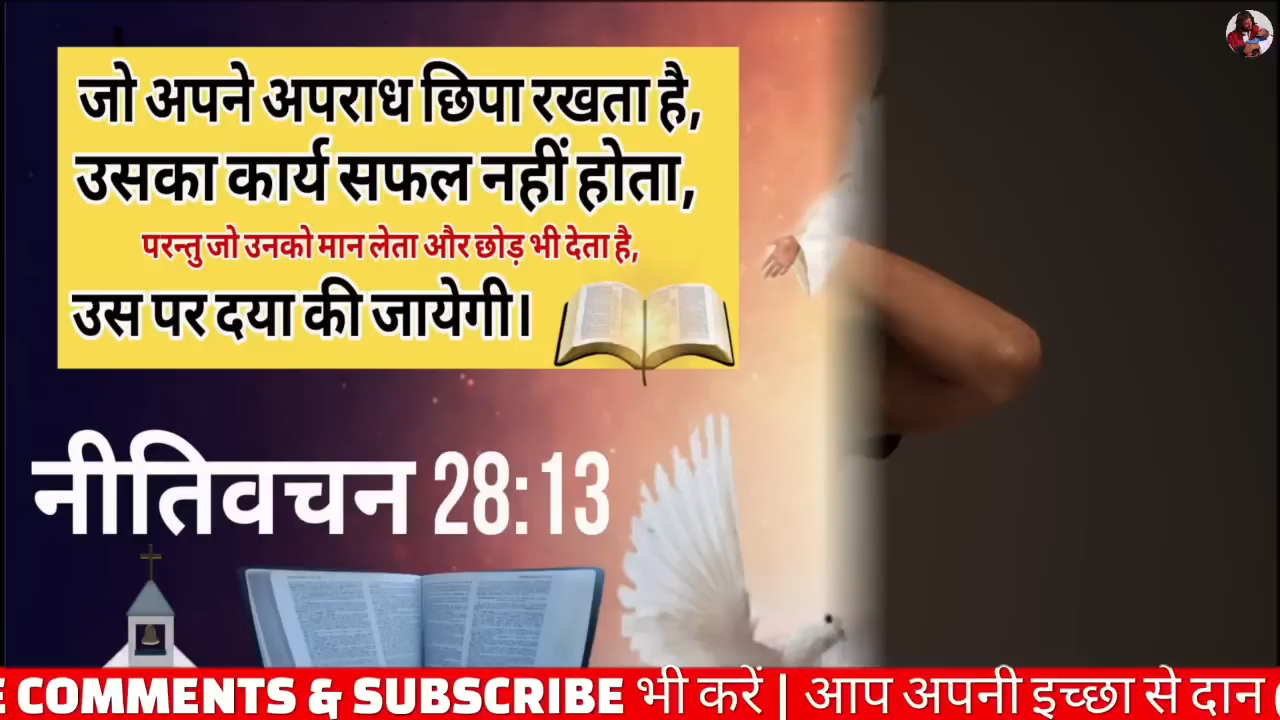 जो अपने अपराध छिपा रखता है,
उसका कार्य सफल नहीं होता,
परन्तु जो उनको मान लेता और छोड़ भी देता है,
उस पर दया की जायेगी।
नीतिवचन 28:13
COMMENTS & SUBSCRIBE भी करें | आप अपनी इच्छा से दान